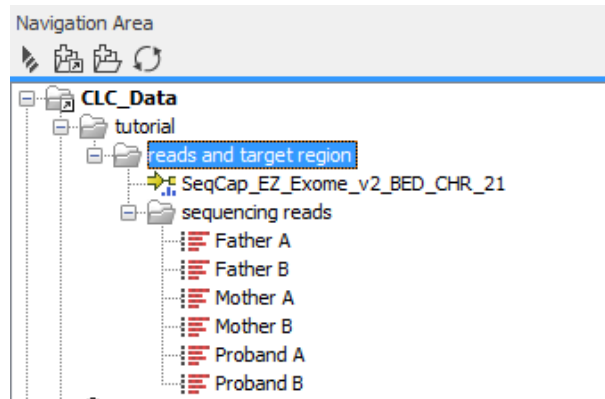 Navigation Area
CLC_Data
tutorial
reads and target region
SeqCap_EZ_Exome_v2_BED_CHR_21
sequencing reads
Father A
Father B
Mother A
Mother B
Proband A
Proband B